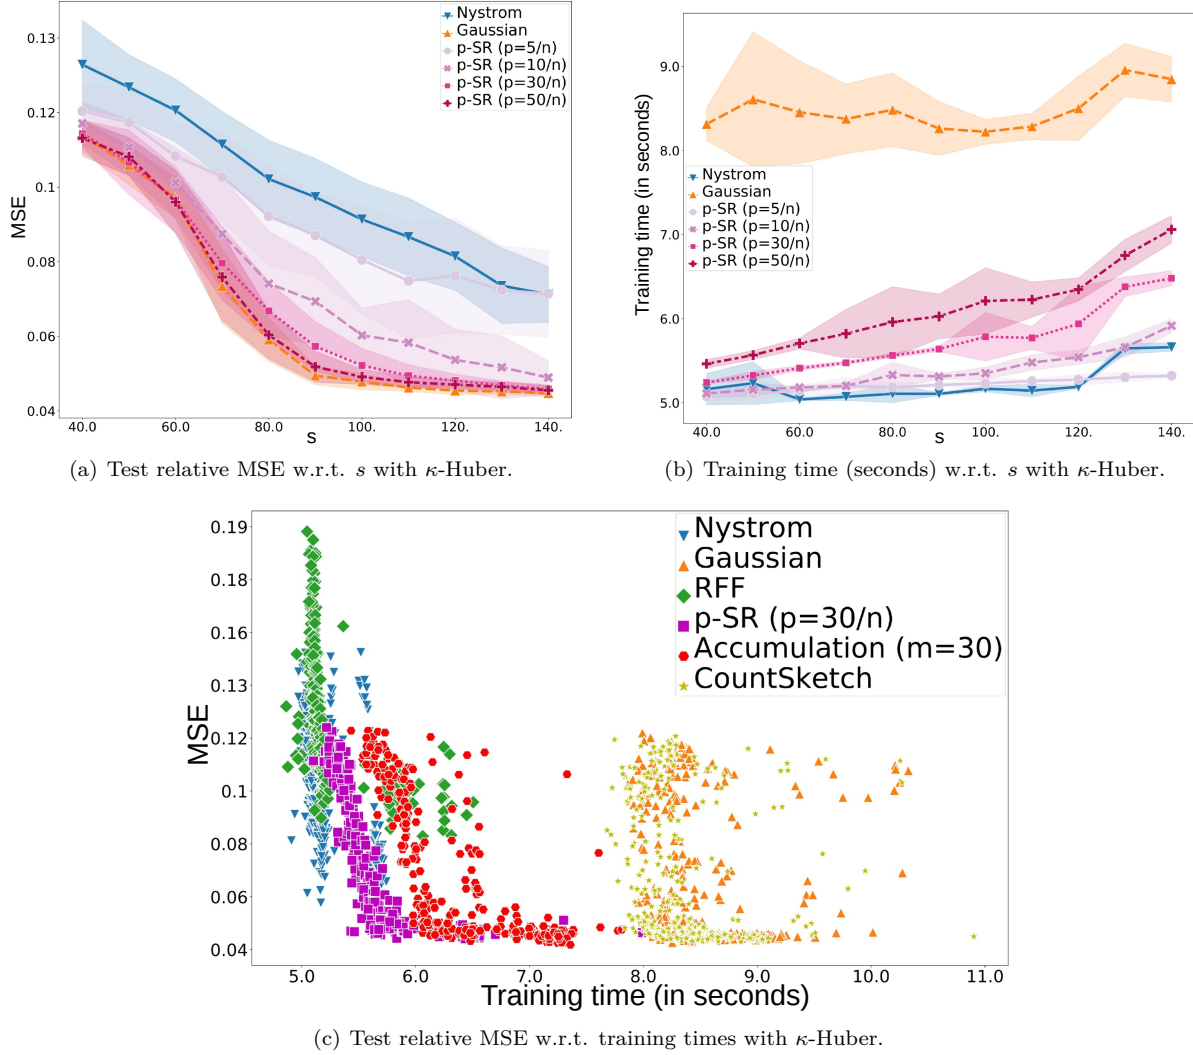 0.13
0.12
0.1
0.08
0.06
0.04
MSE
40.0
60.0
80.0
100.
120.
140.
s
Nystrom
Gaussian
p-SR (p=5/n)
p-SR (p=10/n)
p-SR (p=30/n)
p-SR (p=50/n)
(a) Test relative MSE w.r.t. s with κ-Huber.
9.0
8.0
7.0
6.0
5.0
Training time (in seconds)
40.0
60.0
80.0
100.
120.
140.
s
Nystrom
Gaussian
p-SR (p=5/n)
p-SR (p=10/n)
p-SR (p=30/n)
p-SR (p=50/n)
(b) Training time (seconds) w.r.t. s with κ-Huber.
0.19
0.18
0.16
0.13
0.12
0.1
0.08
0.06
0.04
MSE
5.0
6.0
7.0
8.0
9.0
10.0
11.0
Training time (in seconds)
Nystrom
Gaussian
RFF
p-SR (p=30/n)
Accumulation (m=30)
CountSketch
(c) Test relative MSE w.r.t. training times with κ-Huber.